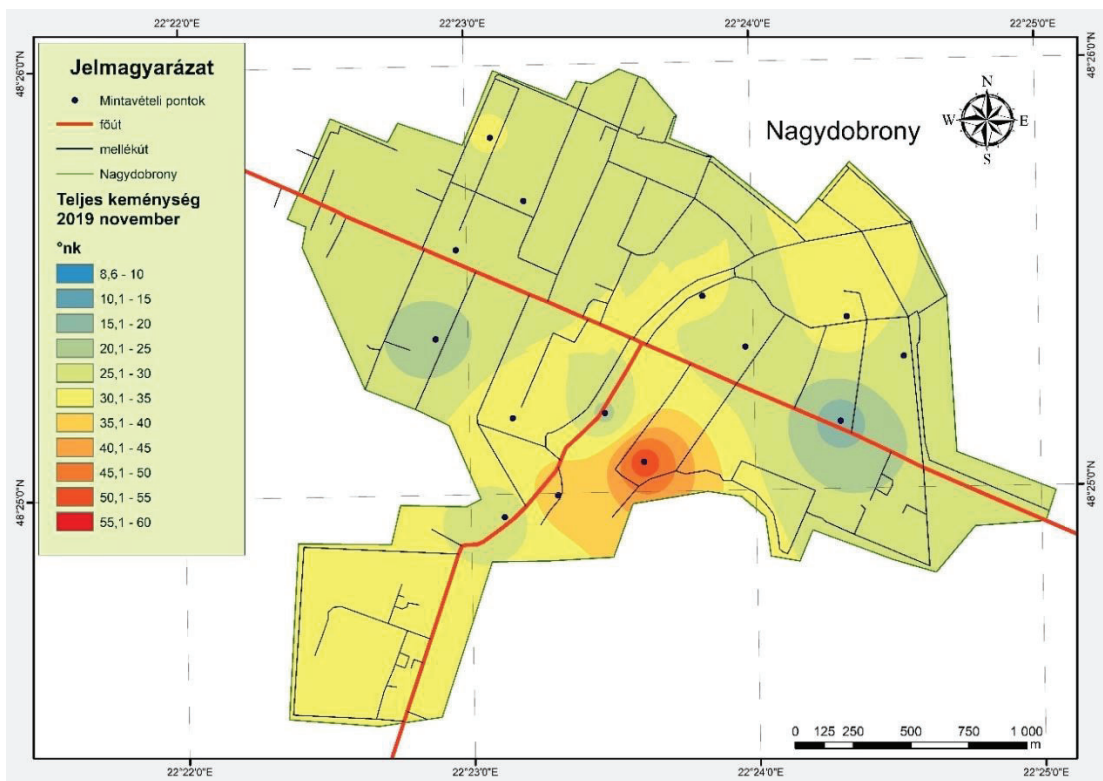 22°22'0"E 22°23'0"E 22°24'0"E 22°25'0"E
48°26'0"N
48°26'0"N
Jelmagyarázat
Mintavételi pontok
főút
mellékút
Nagydobrony
Teljes keménység
2019 november
°nk
8,6 - 10
10,1 - 15
15,1 - 20
20,1 - 25
25,1 - 30
30,1 - 35
35,1 - 40
40,1 - 45
45,1 - 50
50,1 - 55
55,1 - 60
Nagydobrony
N
W E
S
48°25'0"N
48°25'0"N
0 125 250 500 750 1 000
m
22°22'0"E 22°23'0"E 22°24'0"E 22°25'0"E